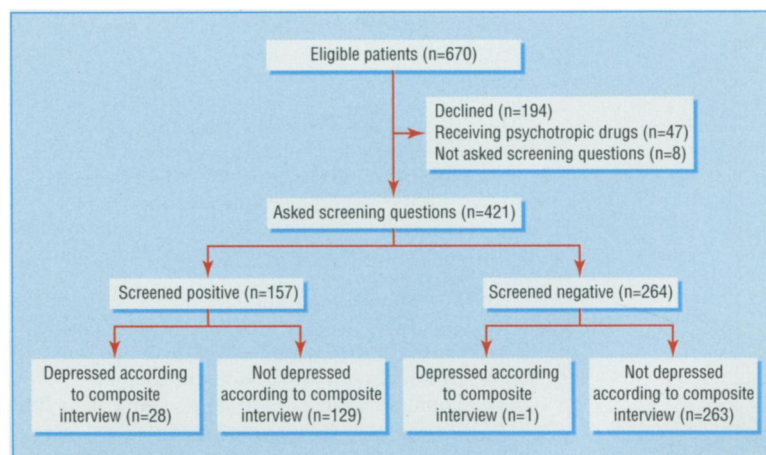 Eligible patients (n=670)
Declined (n=194)
Receiving psychotropic drugs (n=47)
Not asked screening questions (n=8)
Asked screening questions (n=421)
Screened positive (n=157)
Screened negative (n=264)
Depressed according
to composite
interview (n=28)
Not depressed
according to composite
interview (n=129)
Depressed according
to composite
interview (n=1)
Not depressed
according to composite
interview (n=263)